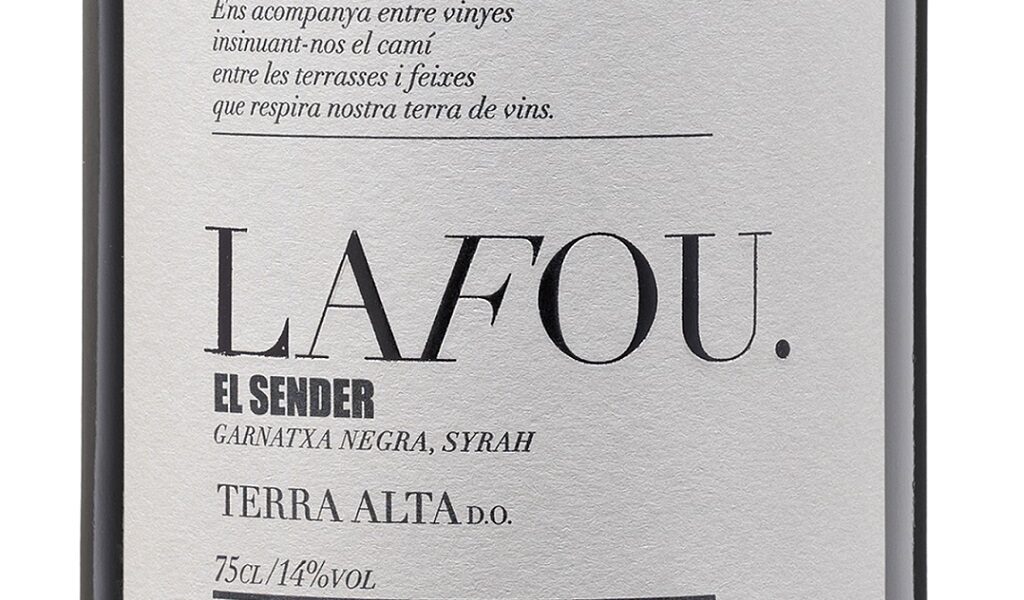 Ens acompanya entre vinyes
insinuant-nos el camí
entre les terrasses i feixes
que respira nostra terra de vins.
LAFOU.
EL SENDER
GARNATXA NEGRA, SYRAH
TERRA ALTA D.O.
75CL/14%VOL